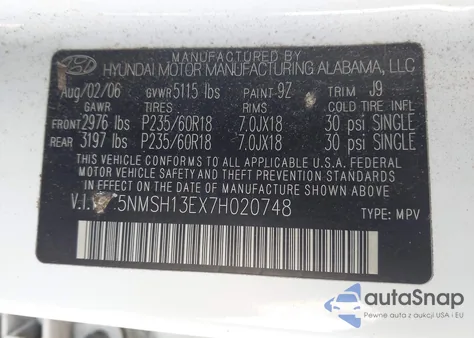 MANUFACTURED BY
HYUNDAI MOTOR MANUFACTURING ALABAMA, LLC
Aug/02/06 GVWR 5115 lbs PAINT 9Z TRIM J9
GAWR TIRES RIMS COLD TIRE INFL
FRONT 2976 lbs P235/60R18 7.0JX18 30 psi SINGLE
REAR 3197 lbs P235/60R18 7.0JX18 30 psi SINGLE
THIS VEHICLE CONFORMS TO ALL APPLICABLE U.S.A. FEDERAL
MOTOR VEHICLE SAFETY AND THEFT PREVENTION STANDARDS
IN EFFECT ON THE DATE OF MANUFACTURE SHOWN ABOVE.
V.I. 5NMSH13EX7H020748 TYPE: MPV
autoSnap
Pewne auta z aukcji USA i EU